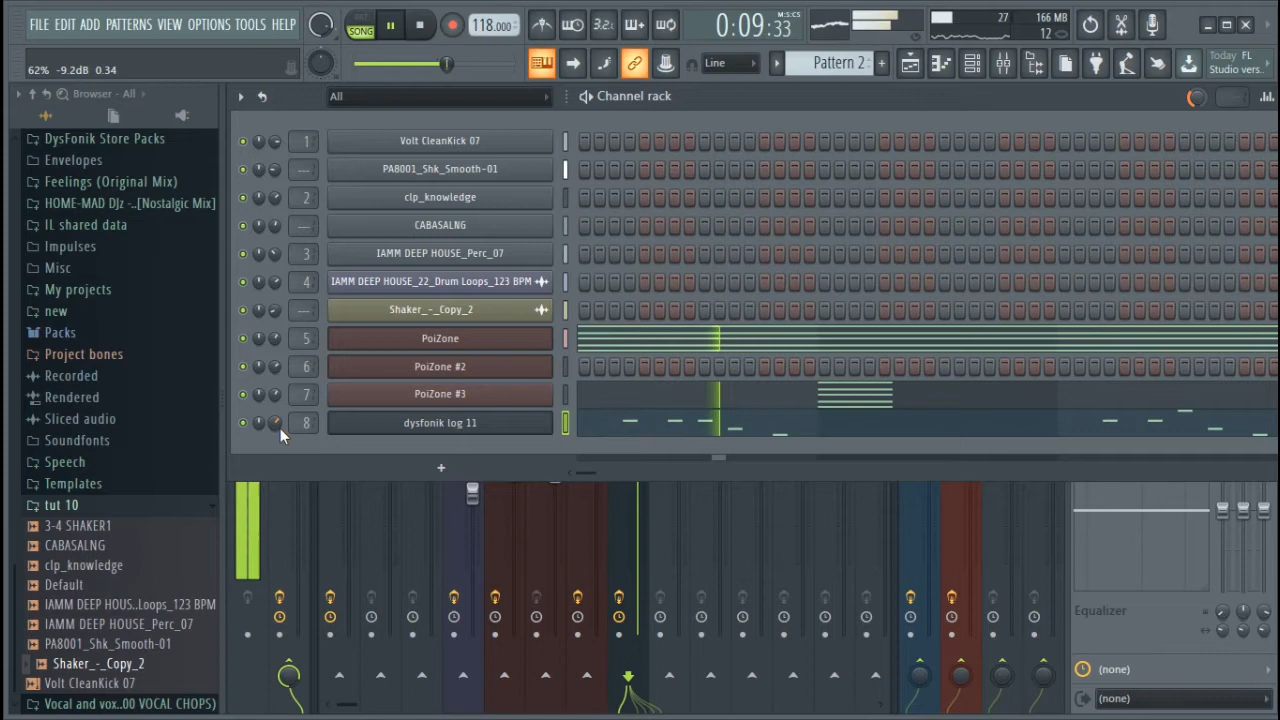 FILE EDIT ADD PATTERNS VIEW OPTIONS TOOLS HELP
SONG
118.000
3.2.
M:S:CS
0:09:33
27
166 MB
12
62% -9.2dB 0.34
Line
Pattern 2
Today FL
Studio vers..
Browser - All
All
Channel rack
DysFonik Store Packs
Envelopes
Feelings (Original Mix)
HOME-MAD DJz -..[Nostalgic Mix]
IL shared data
Impulses
Misc
My projects
new
Packs
Project bones
Recorded
Rendered
Sliced audio
Soundfonts
Speech
Templates
tut 10
3-4 SHAKER1
CABASALNG
clp_knowledge
Default
IAMM DEEP HOUS..Loops_123 BPM
IAMM DEEP HOUSE_Perc_07
PA8001_Shk_Smooth-01
Shaker_-_Copy_2
Volt CleanKick 07
Vocal and vox..00 VOCAL CHOPS)
1
Volt CleanKick 07
---
PA8001_Shk_Smooth-01
2
clp_knowledge
---
CABASALNG
3
IAMM DEEP HOUSE_Perc_07
4
IAMM DEEP HOUSE_22_Drum Loops_123 BPM
---
Shaker_-_Copy_2
5
PoiZone
6
PoiZone #2
7
PoiZone #3
8
dysfonik log 11
+
Equalizer
(none)
(none)